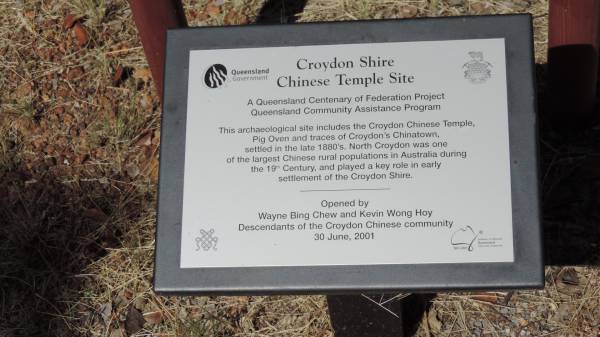 Queensland
Government
Croydon Shire
Chinese Temple Site
A Queensland Centenary of Federation Project
Queensland Community Assistance Program
This archaeological site includes the Croydon Chinese Temple,
Pig Oven and traces of Croydon's Chinatown,
settled in the late 1880's. North Croydon was one
of the largest Chinese rural populations in Australia during
the 19th Century, and played a key role in early
settlement of the Croydon Shire.
Opened by
Wayne Bing Chew and Kevin Wong Hoy
Descendants of the Croydon Chinese community
30 June, 2001